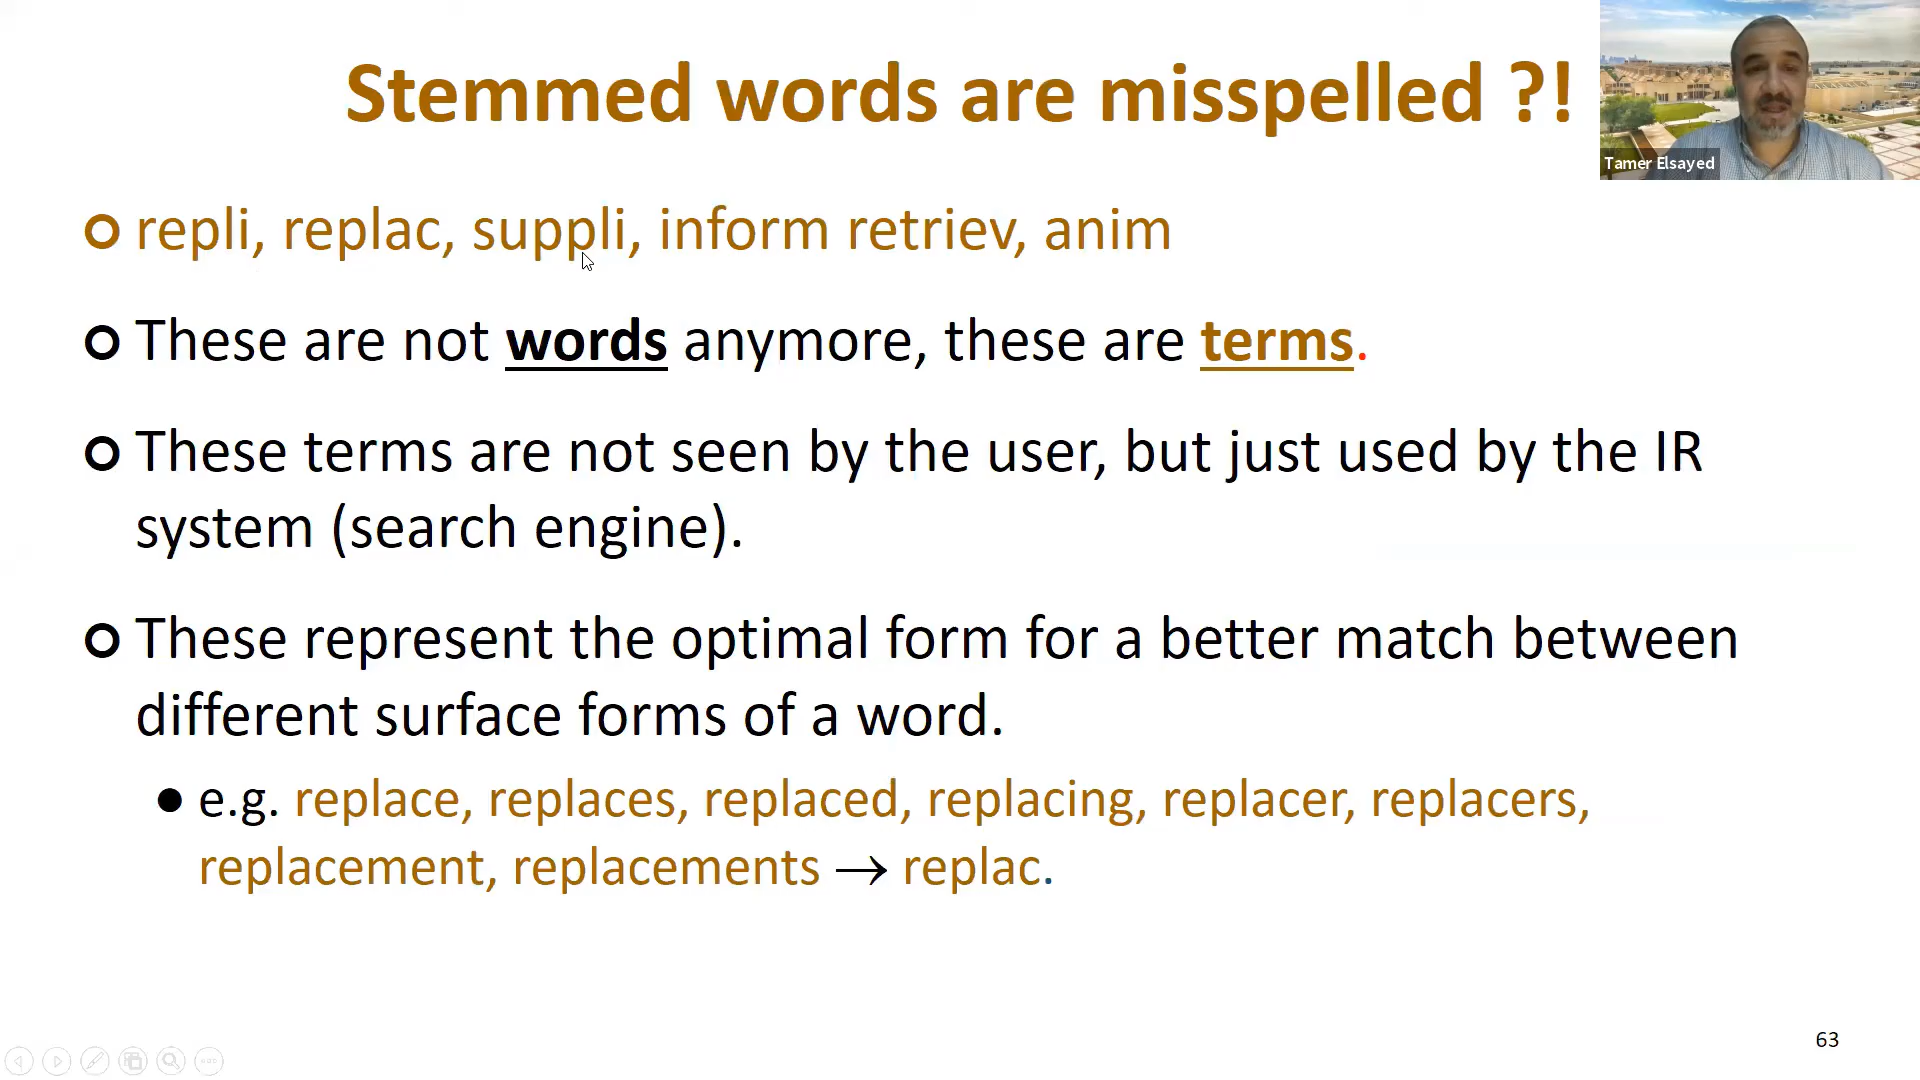 Stemmed words are misspelled ?!
Tamer Elsayed
repli, replac, suppli, inform retriev, anim
These are not words anymore, these are terms.
These terms are not seen by the user, but just used by the IR
system (search engine).
These represent the optimal form for a better match between
different surface forms of a word.
e.g. replace, replaces, replaced, replacing, replacer, replacers,
replacement, replacements → replac.
63